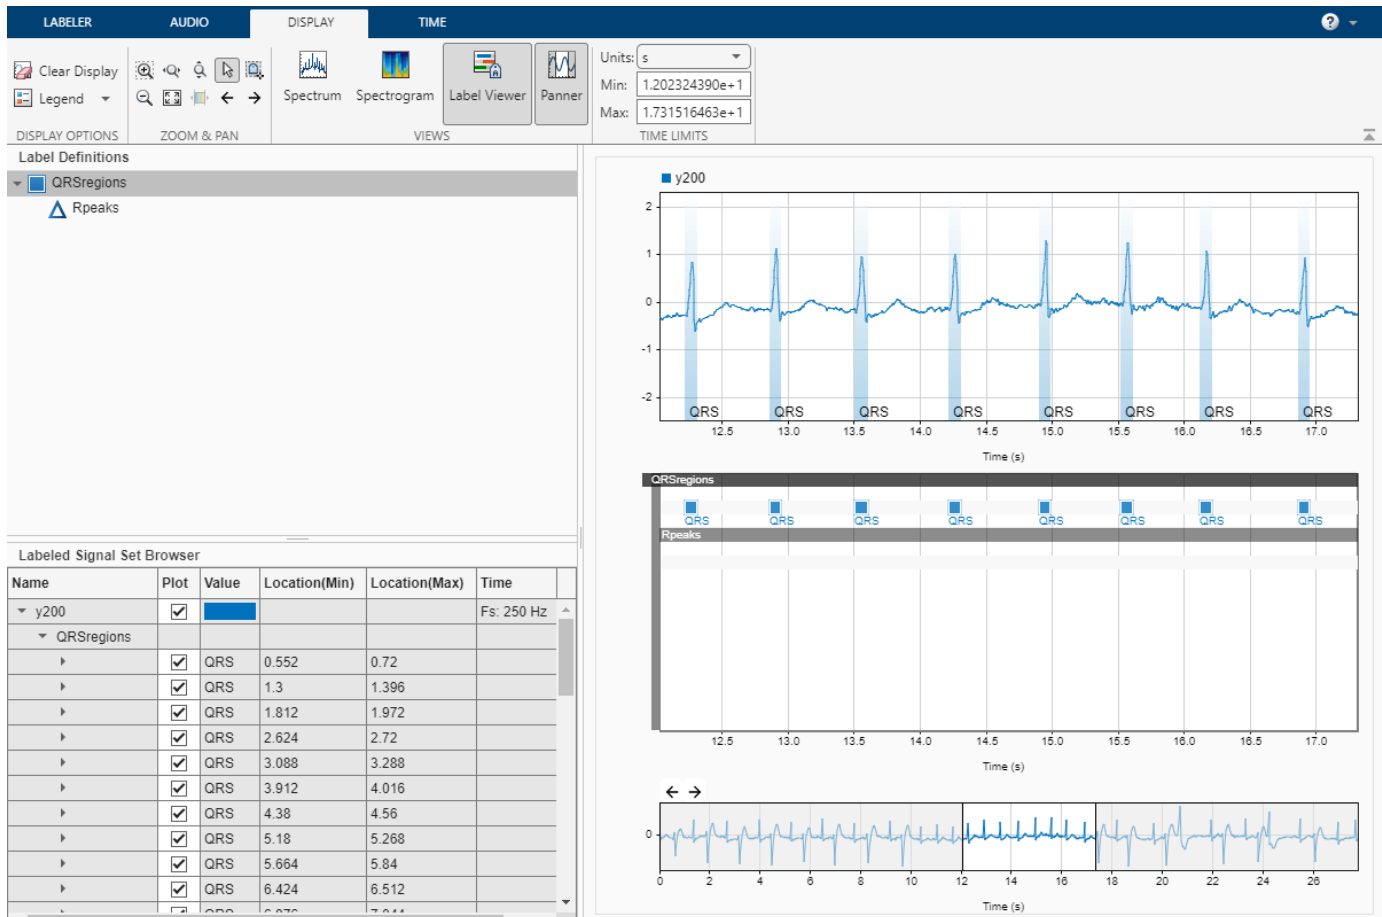 LABELER AUDIO DISPLAY TIME ?
Clear Display
Legend
DISPLAY OPTIONS
ZOOM & PAN
Spectrum Spectrogram Label Viewer Panner
VIEWS
Units: s
Min: 1.202324390e+1
Max: 1.731516463e+1
TIME LIMITS
Label Definitions
QRSregions
Rpeaks
Labeled Signal Set Browser
Name Plot Value Location(Min) Location(Max) Time
y200 Fs: 250 Hz
QRSregions
QRS 0.552 0.72
QRS 1.3 1.396
QRS 1.812 1.972
QRS 2.624 2.72
QRS 3.088 3.288
QRS 3.912 4.016
QRS 4.38 4.56
QRS 5.18 5.268
QRS 5.664 5.84
QRS 6.424 6.512
y200
2
1
0
-1
-2
QRS QRS QRS QRS QRS QRS QRS QRS
12.5 13.0 13.5 14.0 14.5 15.0 15.5 16.0 16.5 17.0
Time (s)
QRSregions
QRS QRS QRS QRS QRS QRS QRS QRS
Rpeaks
12.5 13.0 13.5 14.0 14.5 15.0 15.5 16.0 16.5 17.0
Time (s)
0
0 2 4 6 8 10 12 14 16 18 20 22 24 26
Time (s)